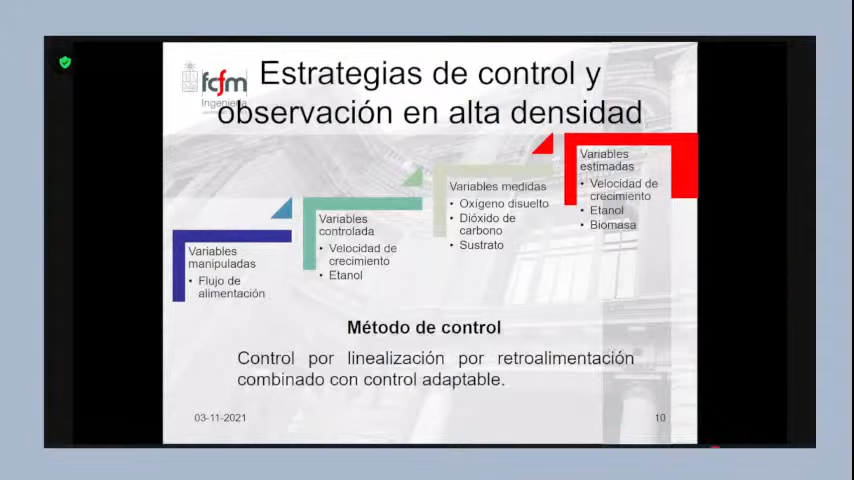 fcfm
Ingeniería
Estrategias de control y
observación en alta densidad
Variables
manipuladas
• Flujo de
alimentación
Variables
controlada
• Velocidad de
crecimiento
• Etanol
Variables medidas
• Oxígeno disuelto
• Dióxido de
carbono
• Sustrato
Variables
estimadas
• Velocidad de
crecimiento
• Etanol
• Biomasa
Método de control
Control por linealización por retroalimentación
combinado con control adaptable.
03-11-2021
10